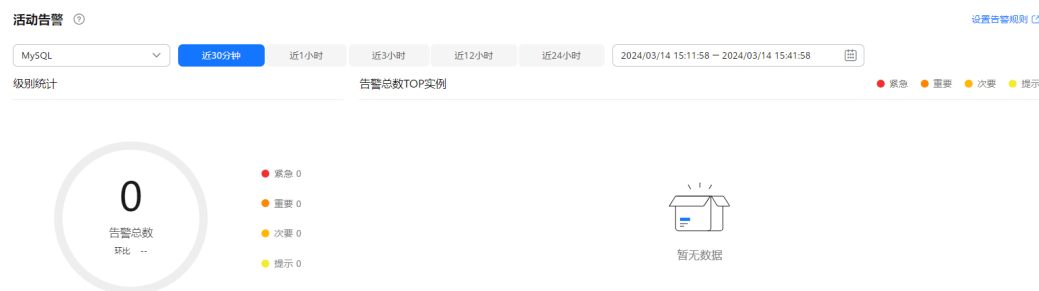 活动告警
设置告警规则
MySQL 近30分钟 近1小时 近3小时 近12小时 近24小时 2024/03/14 15:11:58 – 2024/03/14 15:41:58
级别统计 告警总数TOP实例 紧急 重要 次要 提示
0
告警总数
环比 --
紧急 0
重要 0
次要 0
提示 0
暂无数据